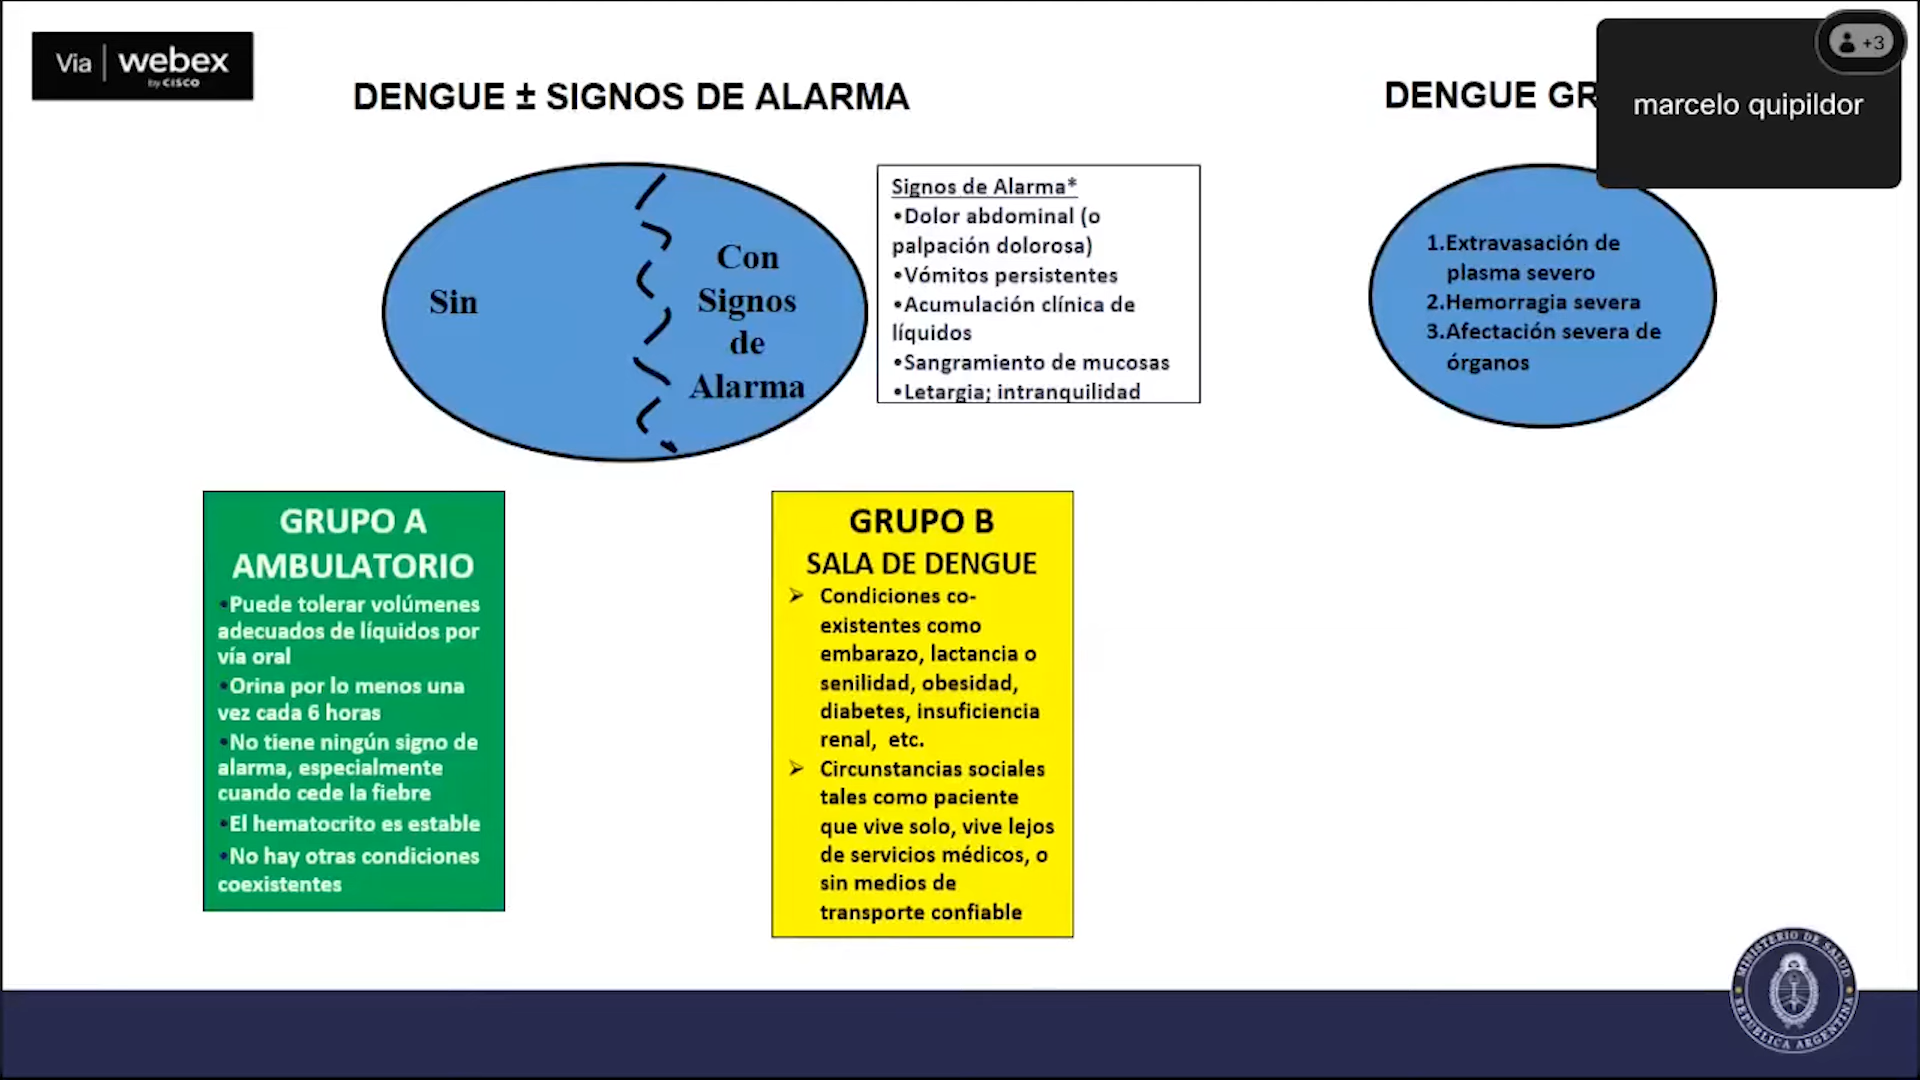 Via webex
by CISCO
DENGUE ± SIGNOS DE ALARMA
DENGUE GR
+3
marcelo quipildor
Sin
Con
Signos
de
Alarma
Signos de Alarma*
•Dolor abdominal (o
palpación dolorosa)
•Vómitos persistentes
•Acumulación clínica de
líquidos
•Sangramiento de mucosas
•Letargia; intranquilidad
1.Extravasación de
plasma severo
2.Hemorragia severa
3.Afectación severa de
órganos
GRUPO A
AMBULATORIO
•Puede tolerar volúmenes
adecuados de líquidos por
vía oral
•Orina por lo menos una
vez cada 6 horas
•No tiene ningún signo de
alarma, especialmente
cuando cede la fiebre
•El hematocrito es estable
•No hay otras condiciones
coexistentes
GRUPO B
SALA DE DENGUE
➢ Condiciones co-
existentes como
embarazo, lactancia o
senilidad, obesidad,
diabetes, insuficiencia
renal, etc.
➢ Circunstancias sociales
tales como paciente
que vive solo, vive lejos
de servicios médicos, o
sin medios de
transporte confiable
MINISTERIO DE SALUD
REPUBLICA ARGENTINA